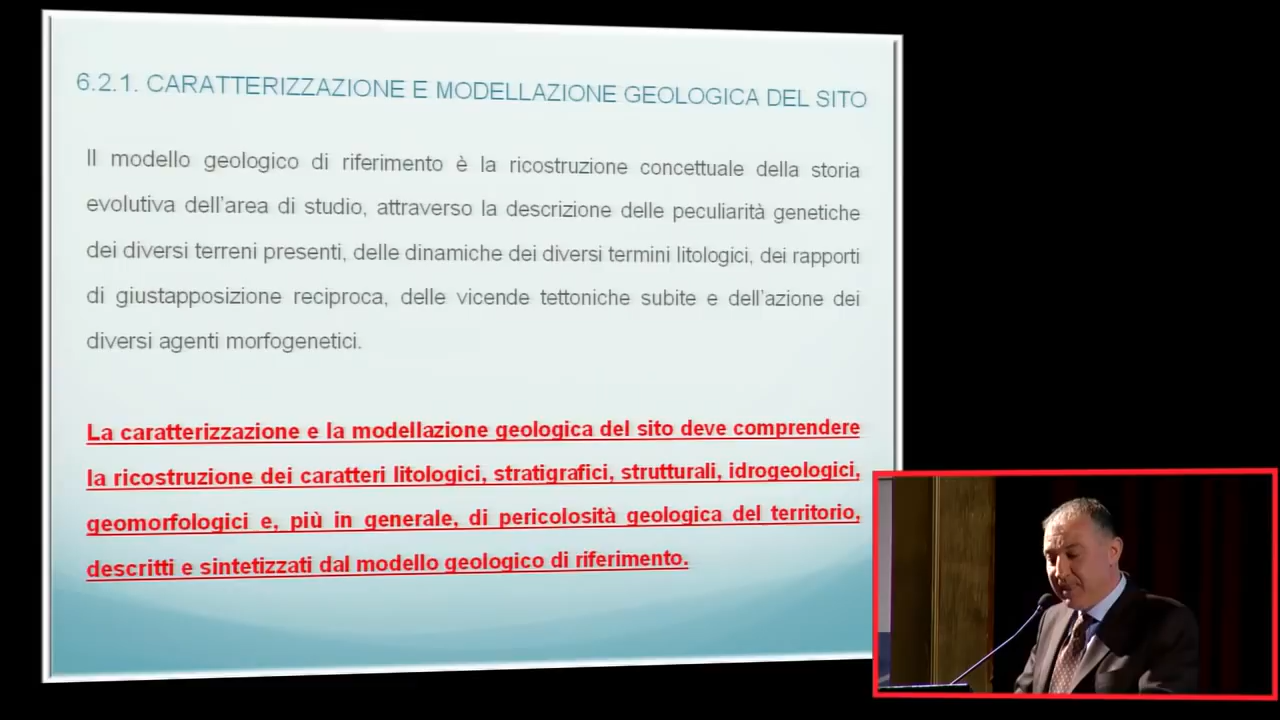 6.2.1. CARATTERIZZAZIONE E MODELLAZIONE GEOLOGICA DEL SITO
Il modello geologico di riferimento è la ricostruzione concettuale della storia
evolutiva dell'area di studio, attraverso la descrizione delle peculiarità genetiche
dei diversi terreni presenti, delle dinamiche dei diversi termini litologici, dei rapporti
di giustapposizione reciproca, delle vicende tettoniche subite e dell'azione dei
diversi agenti morfogenetici.
La caratterizzazione e la modellazione geologica del sito deve comprendere
la ricostruzione dei caratteri litologici, stratigrafici, strutturali, idrogeologici,
geomorfologici e, più in generale, di pericolosità geologica del territorio,
descritti e sintetizzati dal modello geologico di riferimento.